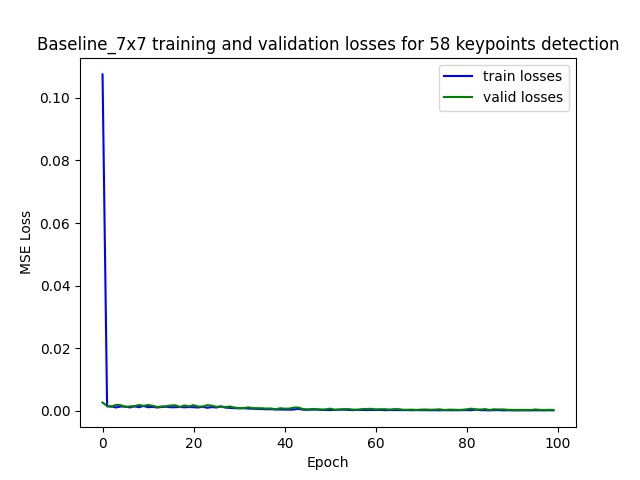 Baseline_7x7 training and validation losses for 58 keypoints detection
train losses
valid losses
0.10
0.08
0.06
0.04
0.02
0.00
MSE Loss
0 20 40 60 80 100
Epoch